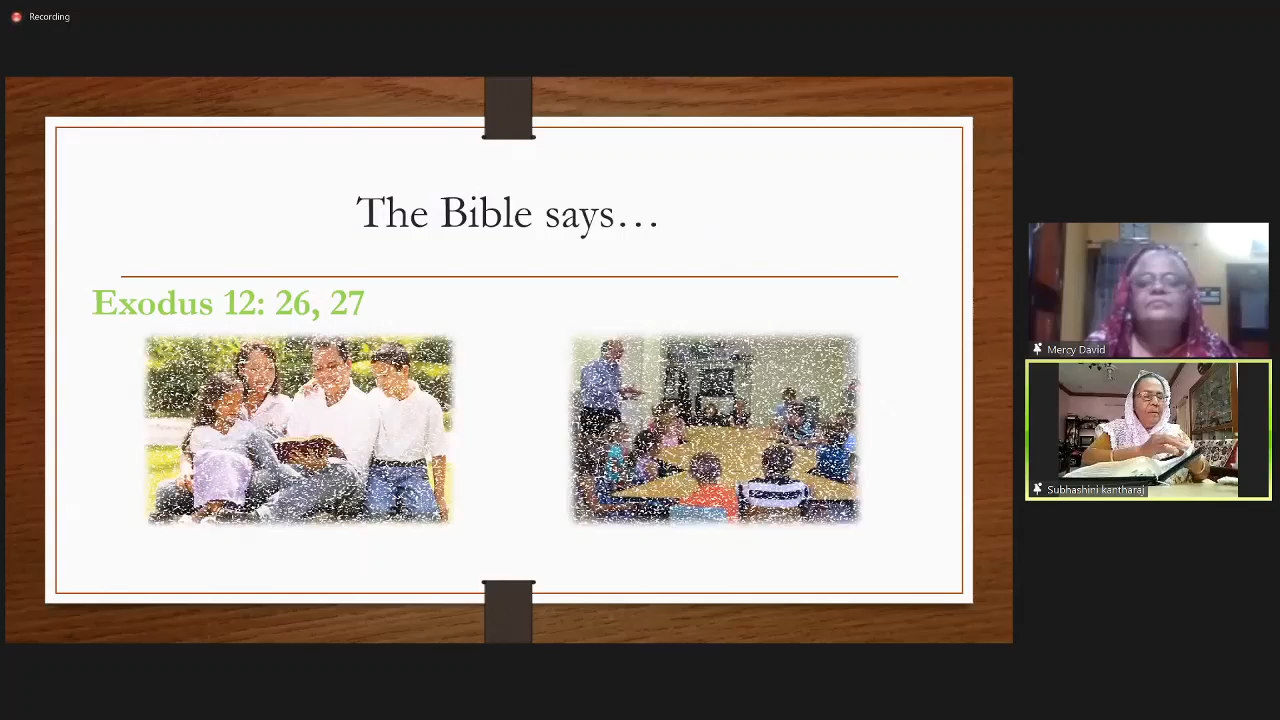 Recording
The Bible says…
Exodus 12: 26, 27
Mercy David
Subhashini kantharaj